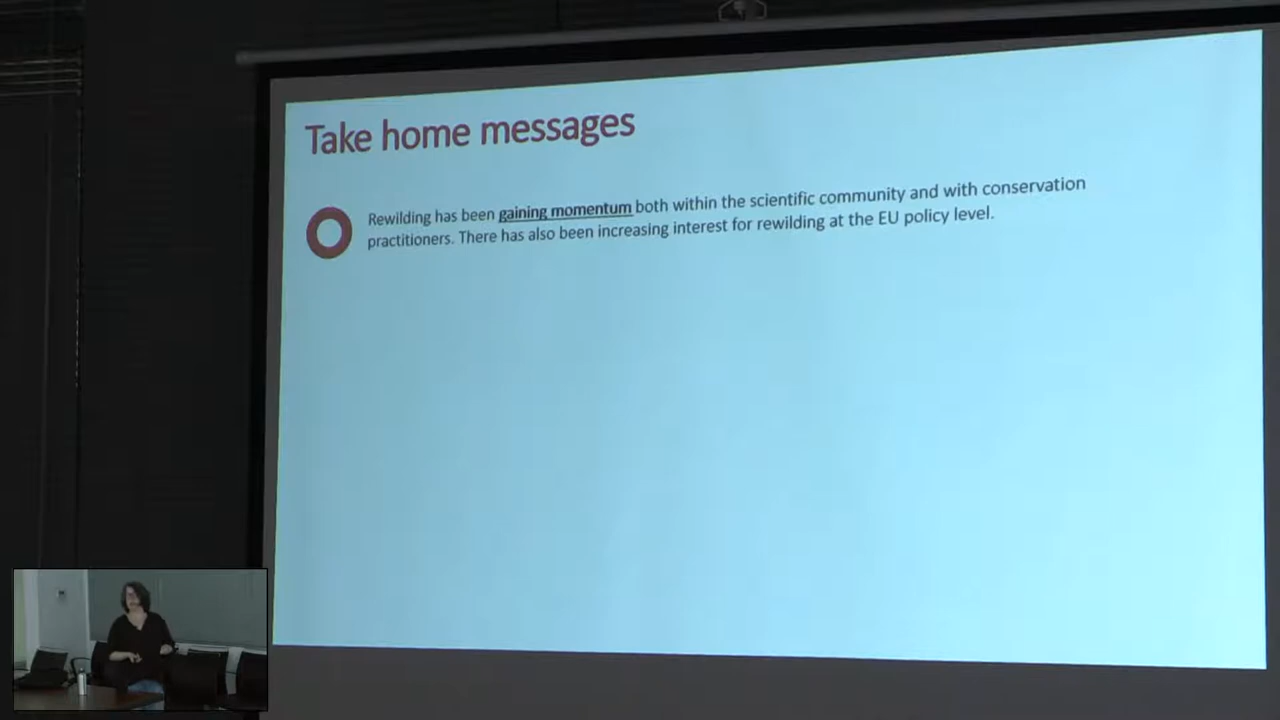 Take home messages
Rewilding has been gaining momentum both within the scientific community and with conservation
practitioners. There has also been increasing interest for rewilding at the EU policy level.